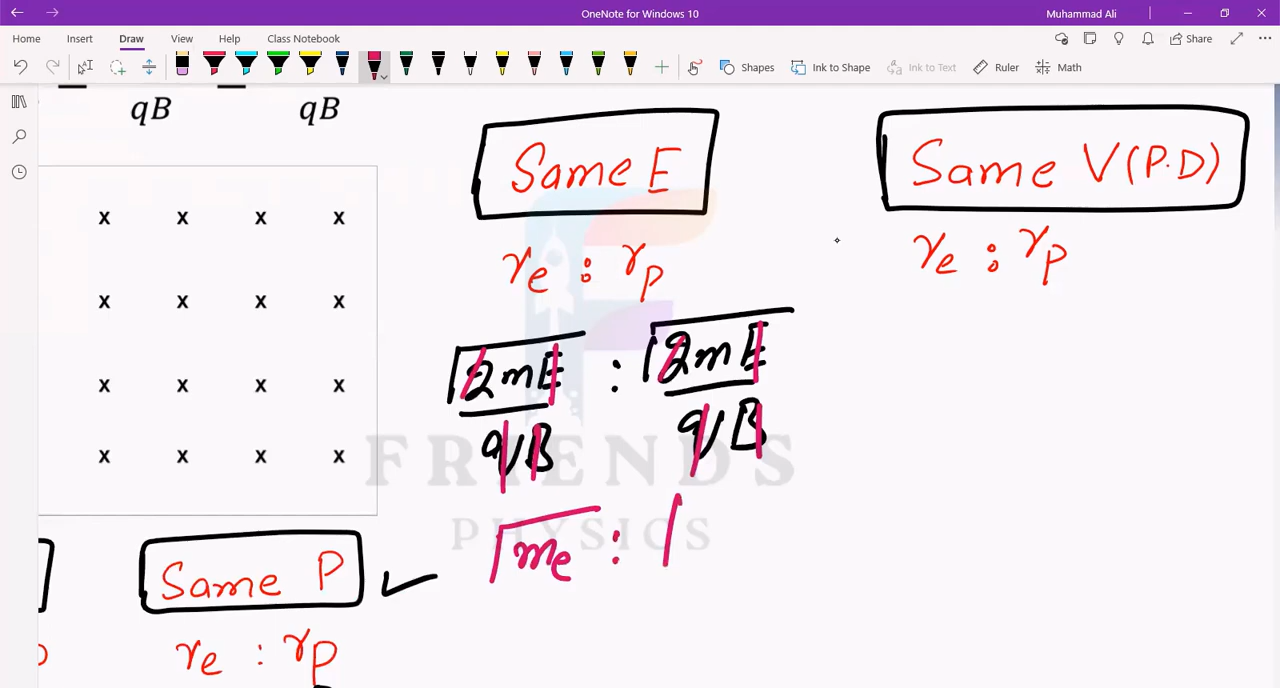 OneNote for Windows 10
Muhammad Ali
Home Insert Draw View Help Class Notebook
Share
Shapes Ink to Shape Ink to Text Ruler Math
qB qB
Same E
Same V(P.D)
re : rp
re : rp
x x x x
x x x x
x x x x
x x x x
√2mE : √2mE
qB qB
FRIENDS
PHYSICS
√me : √
Same P ✓
re : rp